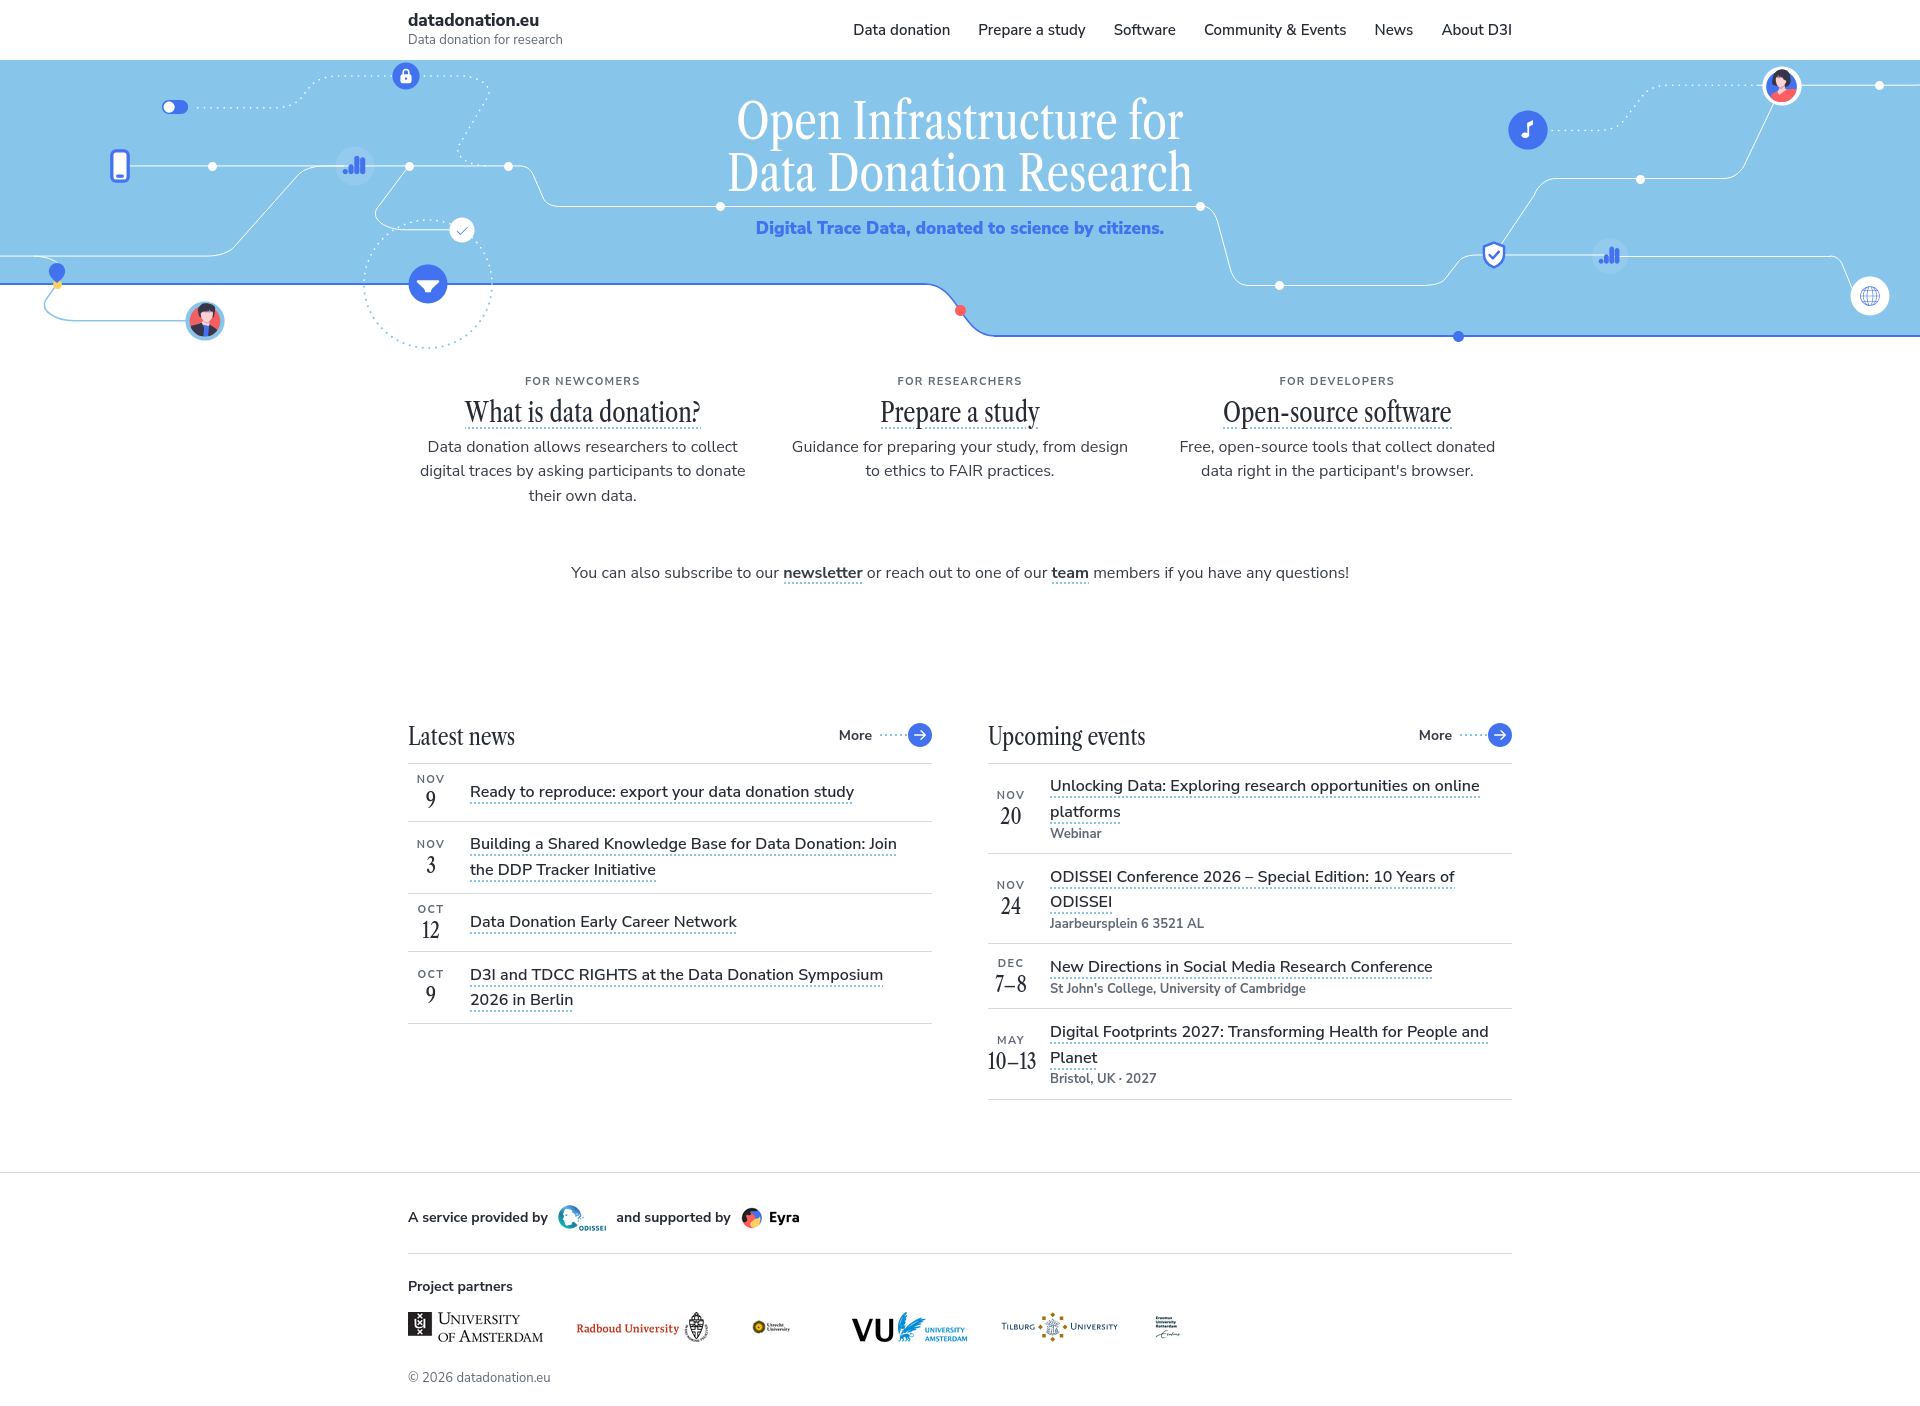 datadonation.eu
Data donation for research
Data donation
Prepare a study
Software
Community & Events
News
About D3I
Open Infrastructure for
Data Donation Research
Digital Trace Data, donated to science by citizens.
FOR NEWCOMERS
What is data donation?
Data donation allows researchers to collect
digital traces by asking participants to donate
their own data.
FOR RESEARCHERS
Prepare a study
Guidance for preparing your study, from design
to ethics to FAIR practices.
FOR DEVELOPERS
Open-source software
Free, open-source tools that collect donated
data right in the participant's browser.
You can also subscribe to our newsletter or reach out to one of our team members if you have any questions!
Latest news
More
NOV
9
Ready to reproduce: export your data donation study
NOV
3
Building a Shared Knowledge Base for Data Donation: Join
the DDP Tracker Initiative
OCT
12
Data Donation Early Career Network
OCT
9
D3I and TDCC RIGHTS at the Data Donation Symposium
2026 in Berlin
Upcoming events
More
NOV
20
Unlocking Data: Exploring research opportunities on online
platforms
Webinar
NOV
24
ODISSEI Conference 2026 – Special Edition: 10 Years of
ODISSEI
Jaarbeursplein 6 3521 AL
DEC
7–8
New Directions in Social Media Research Conference
St John's College, University of Cambridge
MAY
10–13
Digital Footprints 2027: Transforming Health for People and
Planet
Bristol, UK · 2027
A service provided by
ODISSEI
and supported by
Eyra
Project partners
UNIVERSITY
OF AMSTERDAM
Radboud University
Utrecht
University
VU
UNIVERSITY
AMSTERDAM
TILBURG
UNIVERSITY
Erasmus
University
Rotterdam
Erasmus
© 2026 datadonation.eu